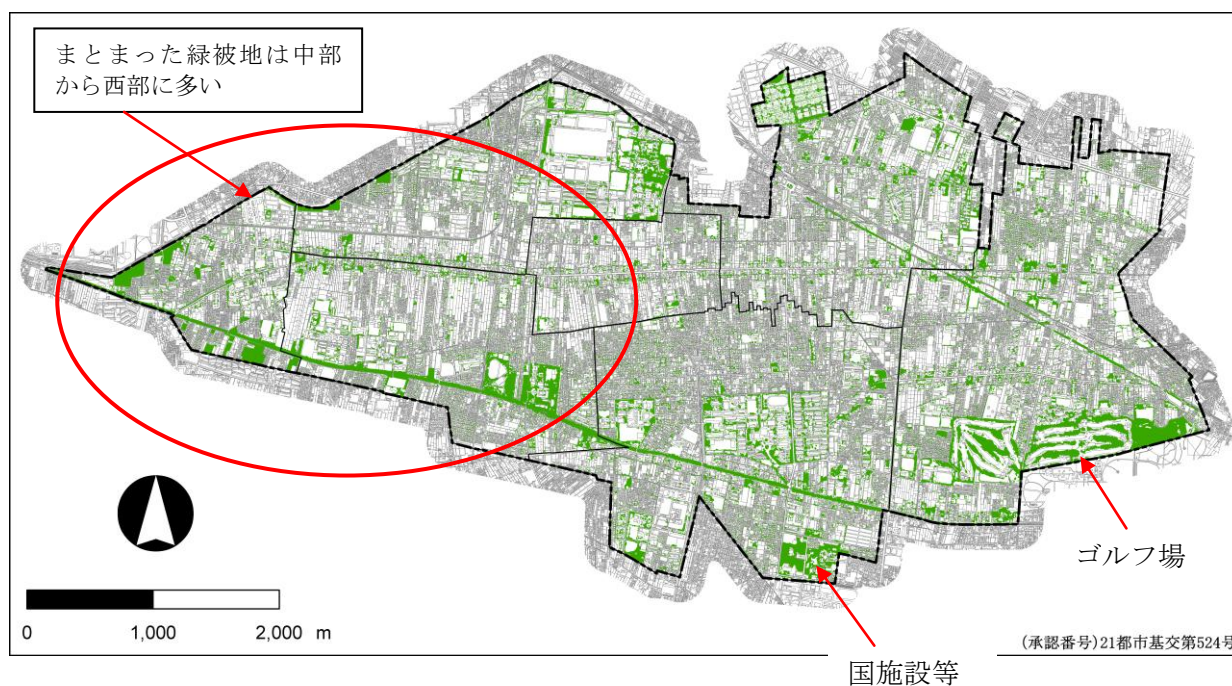 まとまった緑被地は中部
から西部に多い
ゴルフ場
0 1,000 2,000 m
(承認番号)21都市基交第524号
国施設等